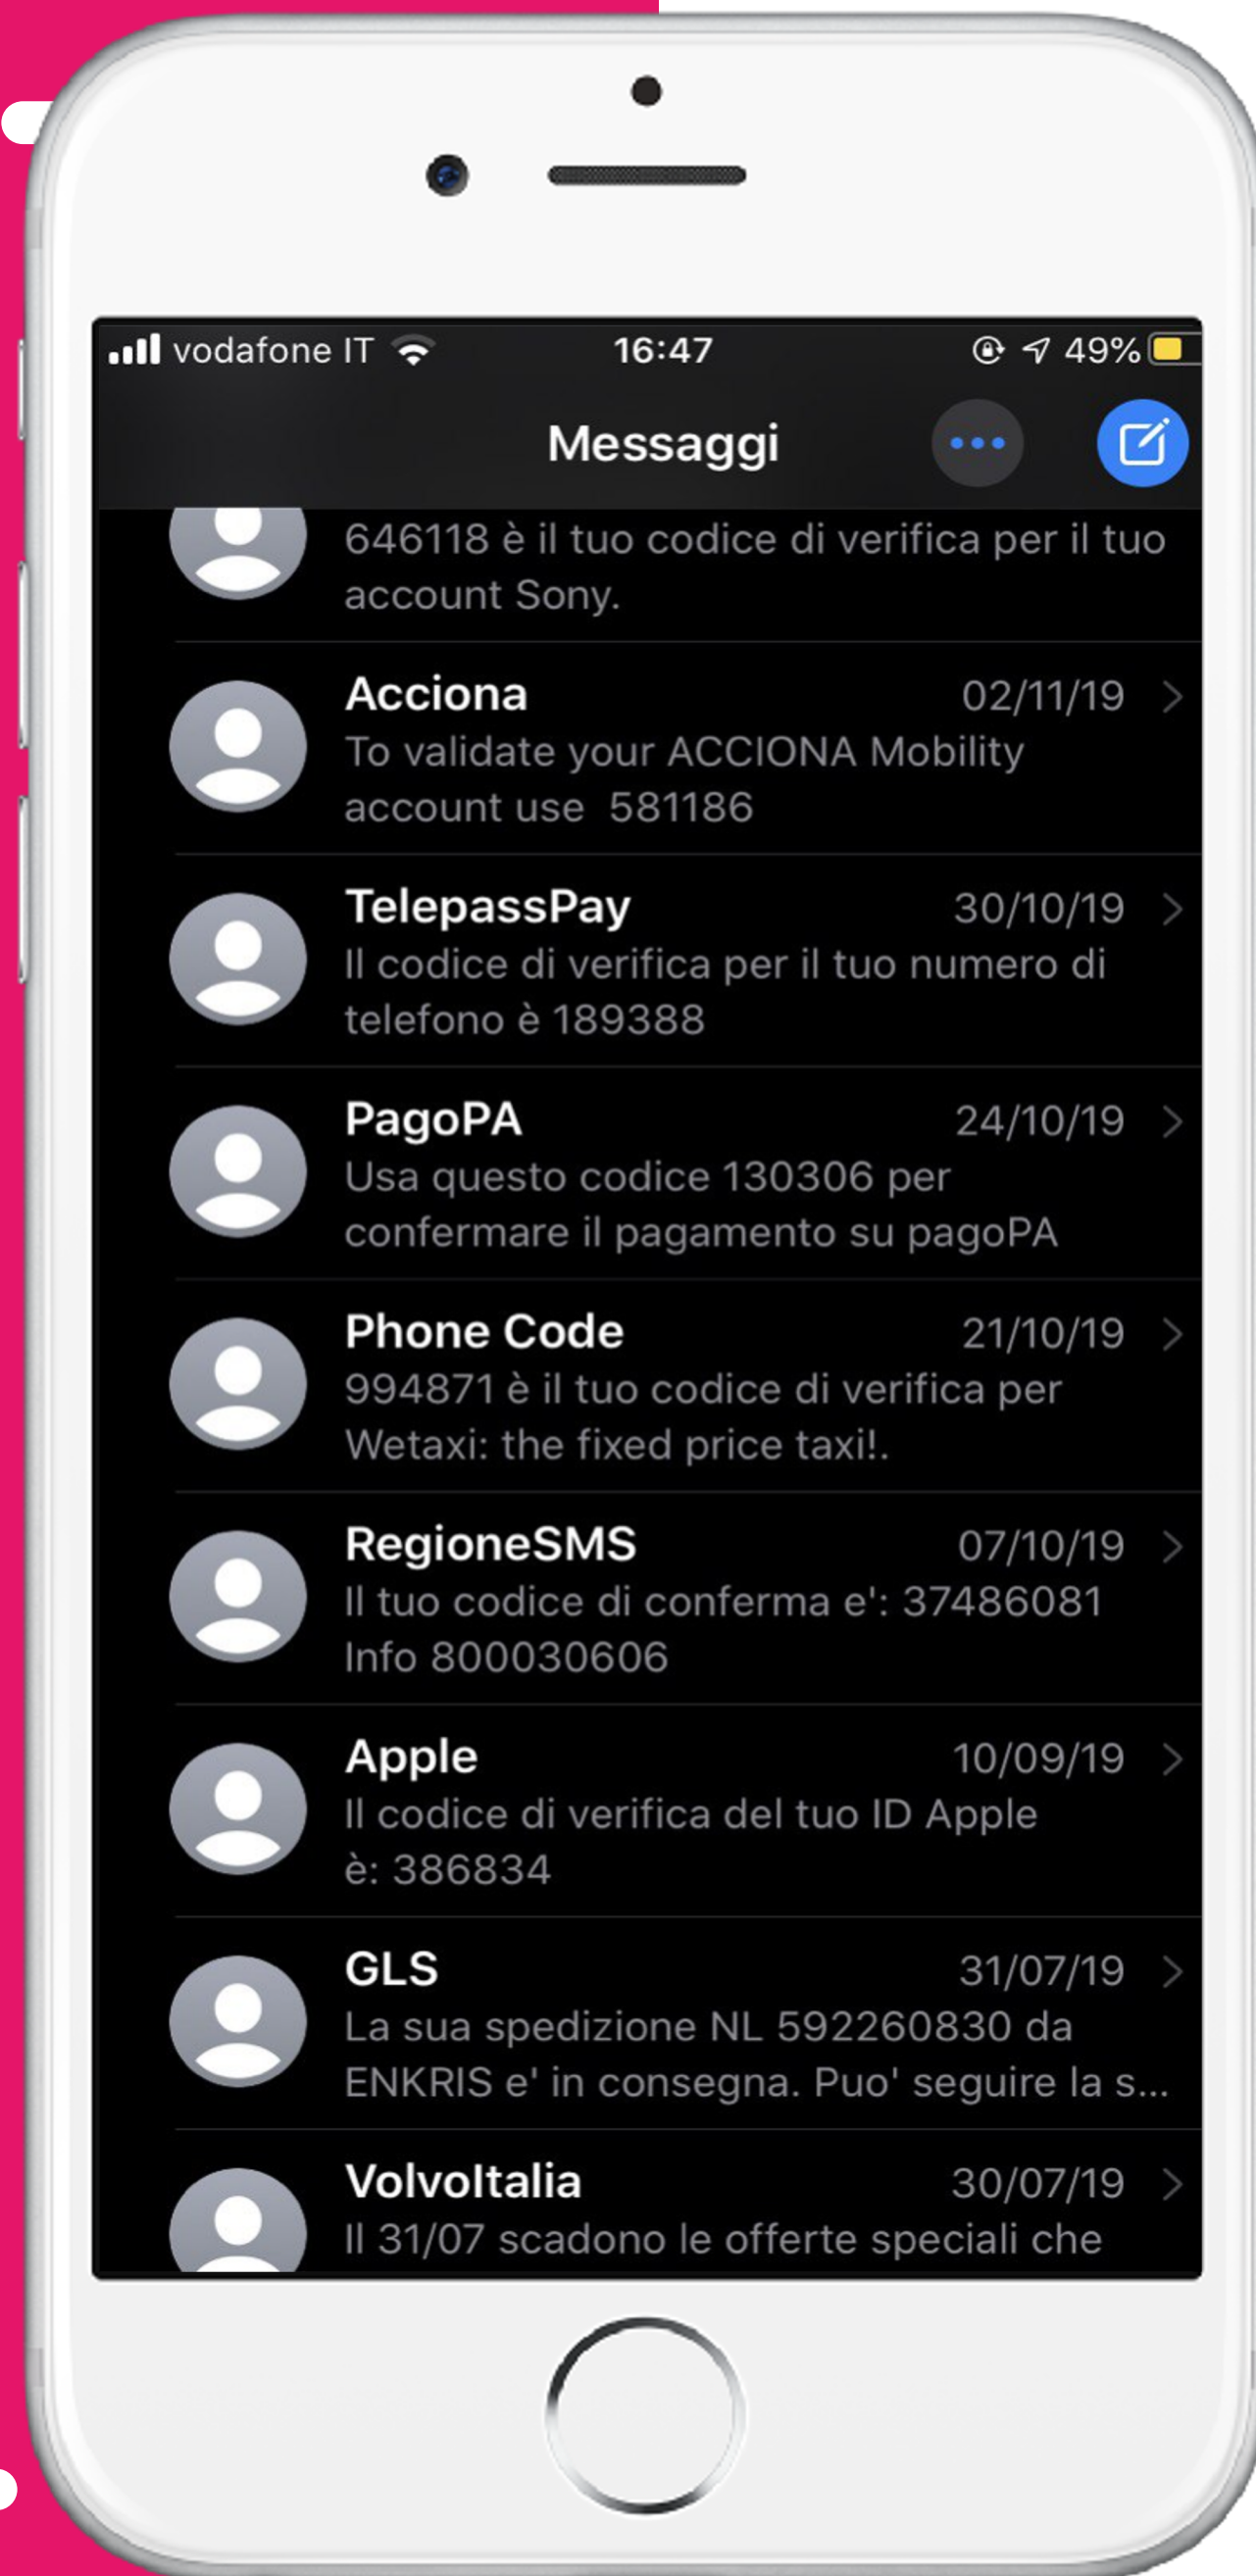 vodafone IT 16:47 49%
Messaggi
646118 è il tuo codice di verifica per il tuo
account Sony.
Acciona 02/11/19
To validate your ACCIONA Mobility
account use 581186
TelepassPay 30/10/19
Il codice di verifica per il tuo numero di
telefono è 189388
PagoPA 24/10/19
Usa questo codice 130306 per
confermare il pagamento su pagoPA
Phone Code 21/10/19
994871 è il tuo codice di verifica per
Wetaxi: the fixed price taxi!.
RegioneSMS 07/10/19
Il tuo codice di conferma e': 37486081
Info 800030606
Apple 10/09/19
Il codice di verifica del tuo ID Apple
è: 386834
GLS 31/07/19
La sua spedizione NL 592260830 da
ENKRIS e' in consegna. Puo' seguire la s...
VolvoItalia 30/07/19
Il 31/07 scadono le offerte speciali che